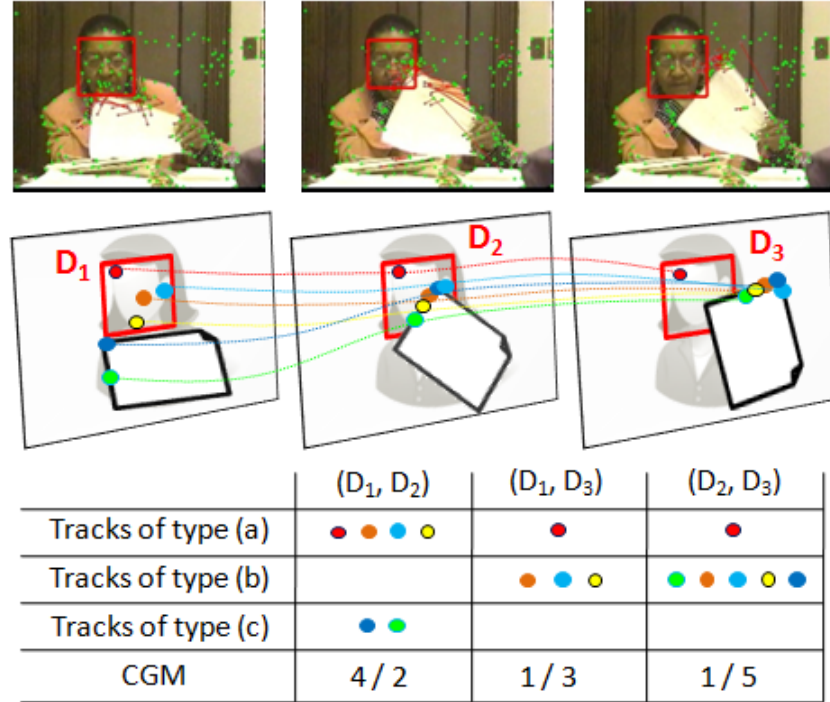 D1
D2
D3
(D1, D2) (D1, D3) (D2, D3)
Tracks of type (a)
Tracks of type (b)
Tracks of type (c)
CGM 4 / 2 1 / 3 1 / 5